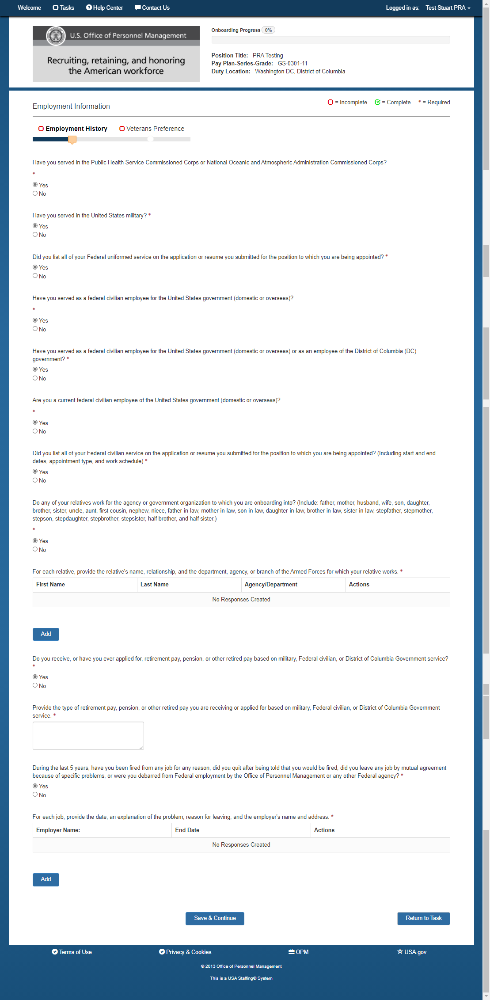 Welcome Tasks Help Center Contact Us Logged in as: Test Stuart PRA
U.S. Office of Personnel Management
Recruiting, retaining, and honoring
the American workforce
Onboarding Progress 0%
Position Title: PRA Testing
Pay Plan-Series-Grade: GS-0301-11
Duty Location: Washington DC, District of Columbia
Employment Information
= Incomplete = Complete * = Required
Employment History Veterans Preference
Have you served in the Public Health Service Commissioned Corps or National Oceanic and Atmospheric Administration Commissioned Corps?
*
Yes
No
Have you served in the United States military? *
Yes
No
Did you list all of your Federal uniformed service on the application or resume you submitted for the position to which you are being appointed? *
Yes
No
Have you served as a federal civilian employee for the United States government (domestic or overseas)?
*
Yes
No
Have you served as a federal civilian employee for the United States government (domestic or overseas) or as an employee of the District of Columbia (DC)
government? *
Yes
No
Are you a current federal civilian employee of the United States government (domestic or overseas)?
*
Yes
No
Did you list all of your Federal civilian service on the application or resume you submitted for the position to which you are being appointed? (Including start and end
dates, appointment type, and work schedule) *
Yes
No
Do any of your relatives work for the agency or government organization to which you are onboarding into? (Include: father, mother, husband, wife, son, daughter,
brother, sister, uncle, aunt, first cousin, nephew, niece, father-in-law, mother-in-law, son-in-law, daughter-in-law, brother-in-law, sister-in-law, stepfather, stepmother,
stepson, stepdaughter, stepbrother, stepsister, half brother, and half sister.)
*
Yes
No
For each relative, provide the relative's name, relationship, and the department, agency, or branch of the Armed Forces for which your relative works. *
First Name Last Name Agency/Department Actions
No Responses Created
Add
Do you receive, or have you ever applied for, retirement pay, pension, or other retired pay based on military, Federal civilian, or District of Columbia Government service?
*
Yes
No
Provide the type of retirement pay, pension, or other retired pay you are receiving or applied for based on military, Federal civilian, or District of Columbia Government
service. *
During the last 5 years, have you been fired from any job for any reason, did you quit after being told that you would be fired, did you leave any job by mutual agreement
because of specific problems, or were you debarred from Federal employment by the Office of Personnel Management or any other Federal agency? *
Yes
No
For each job, provide the date, an explanation of the problem, reason for leaving, and the employer's name and address. *
Employer Name: End Date Actions
No Responses Created
Add
Save & Continue Return to Task
Terms of Use Privacy & Cookies OPM USA.gov
© 2013 Office of Personnel Management
This is a USA Staffing® System